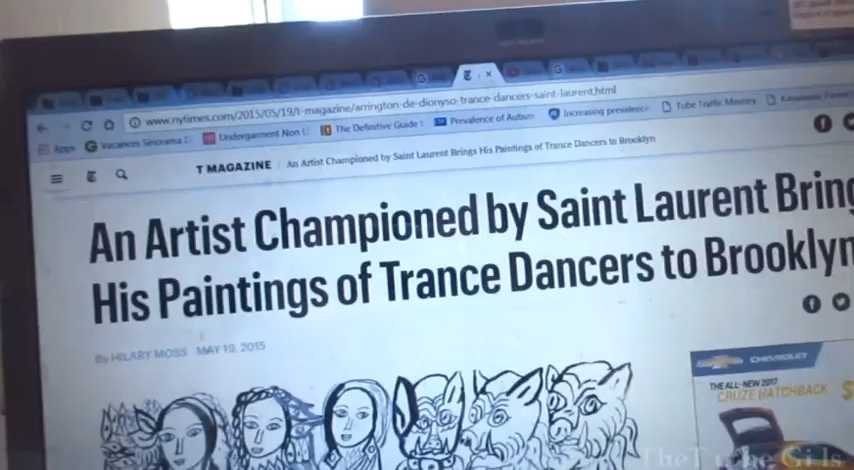 www.nytimes.com/2015/05/19/t-magazine/arrington-de-dionyso-trance-dancers-saint-laurent.html
Apps Vacances Sinorama Undergarment Non The Definitive Guide Prevalence of Autism Increasing prevalence Tube Traffic Mastery
T MAGAZINE An Artist Championed by Saint Laurent Brings His Paintings of Trance Dancers to Brooklyn
An Artist Championed by Saint Laurent Bring
His Paintings of Trance Dancers to Brooklyn
By HILARY MOSS MAY 19, 2015
CHEVROLET
THE ALL-NEW 2017
CRUZE HATCHBACK $